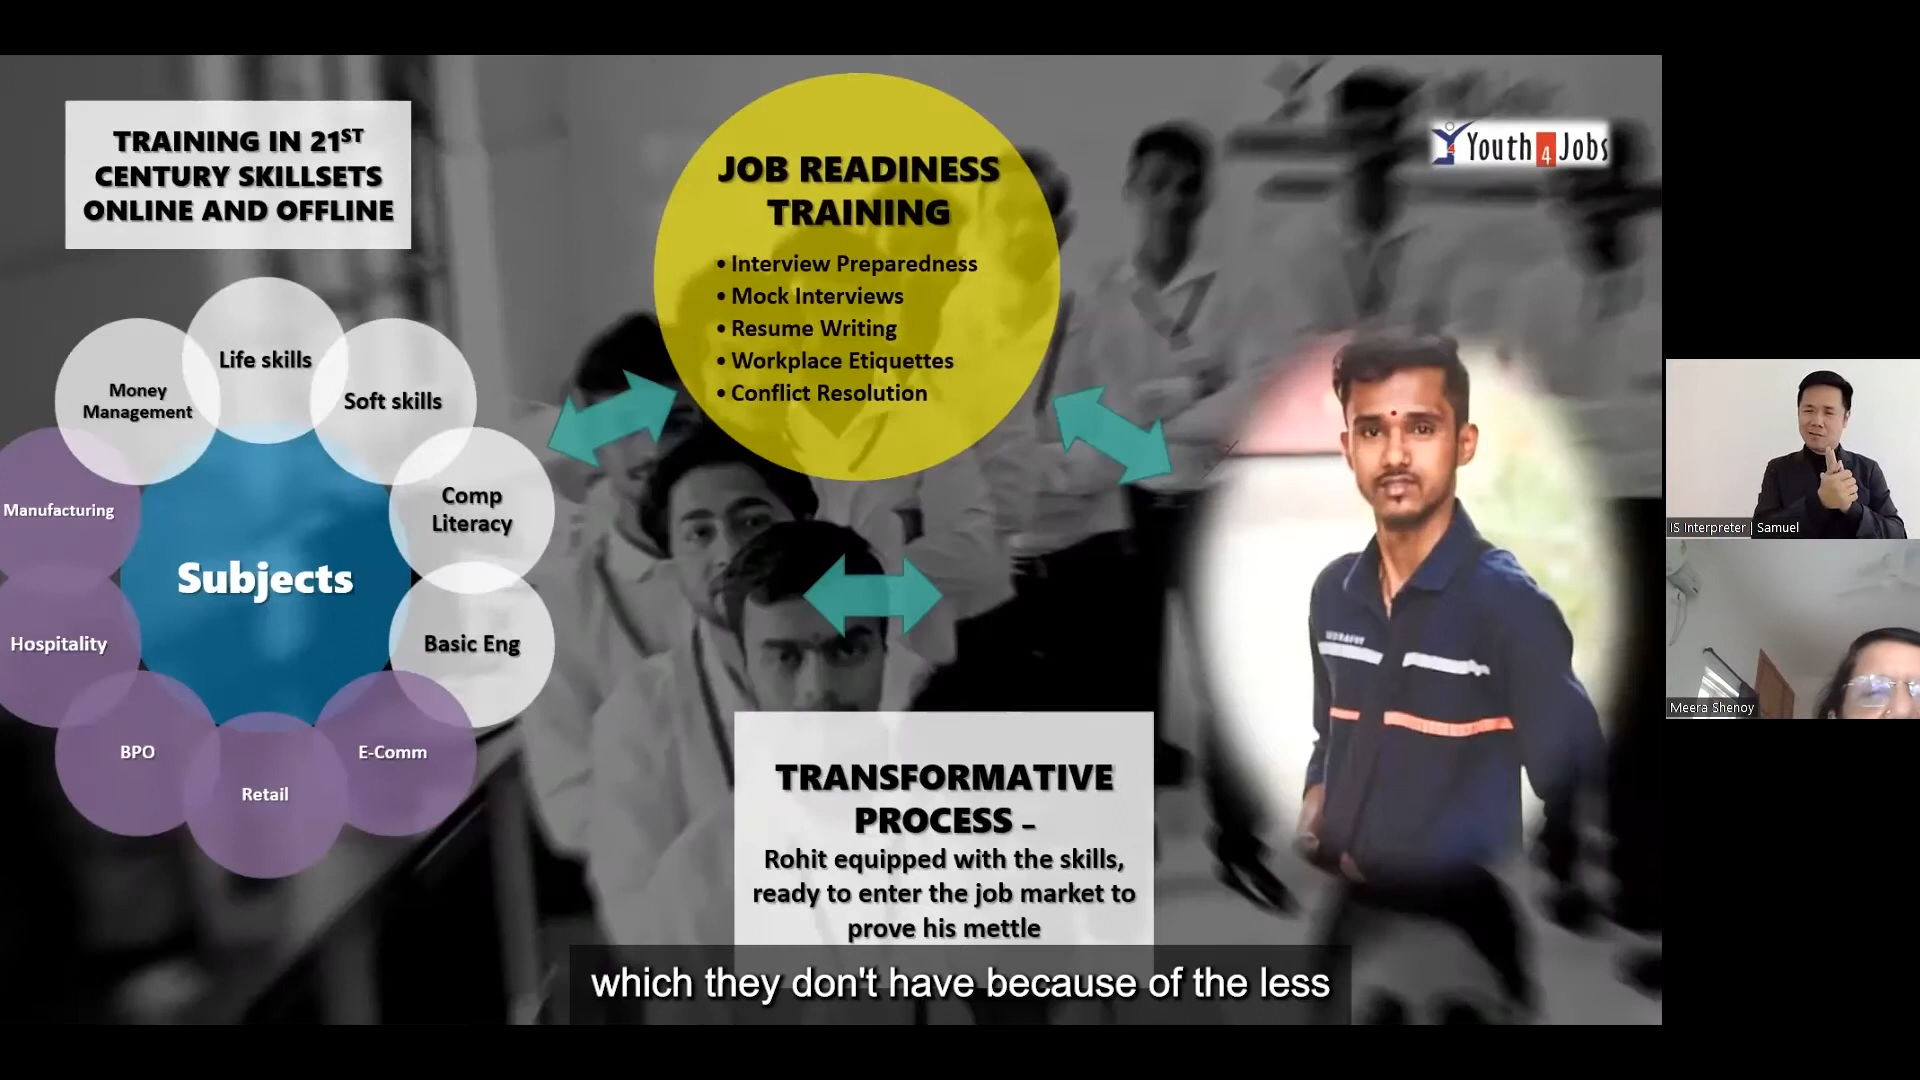 TRAINING IN 21ST
CENTURY SKILLSETS
ONLINE AND OFFLINE
Life skills
Soft skills
Comp
Literacy
Basic Eng
E-Comm
Retail
BPO
Hospitality
Manufacturing
Money
Management
Subjects
JOB READINESS
TRAINING
• Interview Preparedness
• Mock Interviews
• Resume Writing
• Workplace Etiquettes
• Conflict Resolution
Youth 4 Jobs
TRANSFORMATIVE
PROCESS –
Rohit equipped with the skills,
ready to enter the job market to
prove his mettle
which they don't have because of the less
IS Interpreter | Samuel
Meera Shenoy